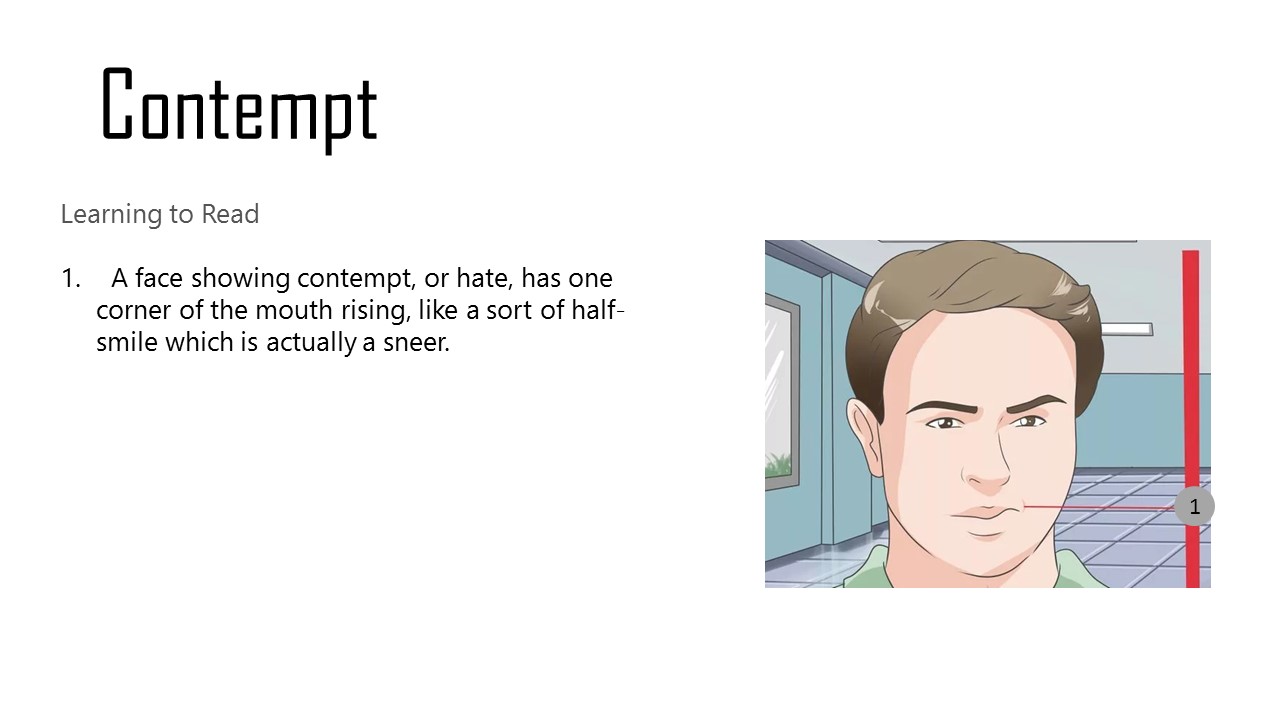 Contempt
Learning to Read
1. A face showing contempt, or hate, has one
corner of the mouth rising, like a sort of half-
smile which is actually a sneer.
1